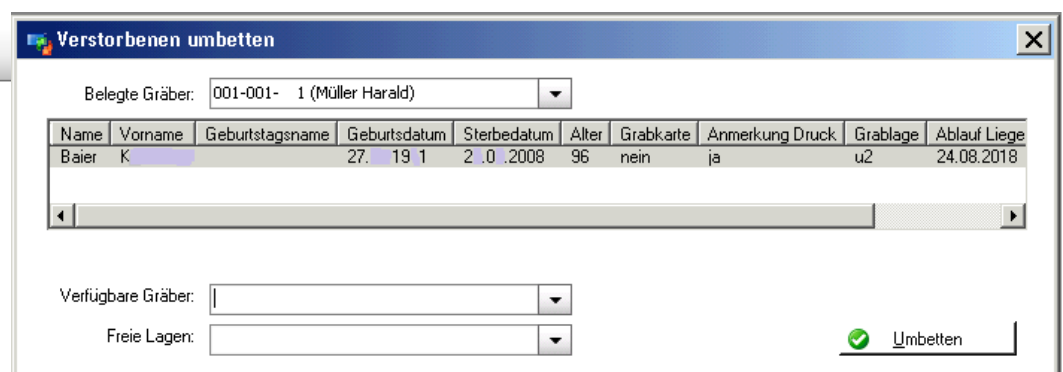 Verstorbenen umbetten
Belegte Gräber: 001-001- 1 (Müller Harald)
Name Vorname Geburtstagsname Geburtsdatum Sterbedatum Alter Grabkarte Anmerkung Druck Grablage Ablauf Liege
Baier K 27. 19 1 2 .0 .2008 96 nein ja u2 24.08.2018
Verfügbare Gräber:
Freie Lagen:
Umbetten